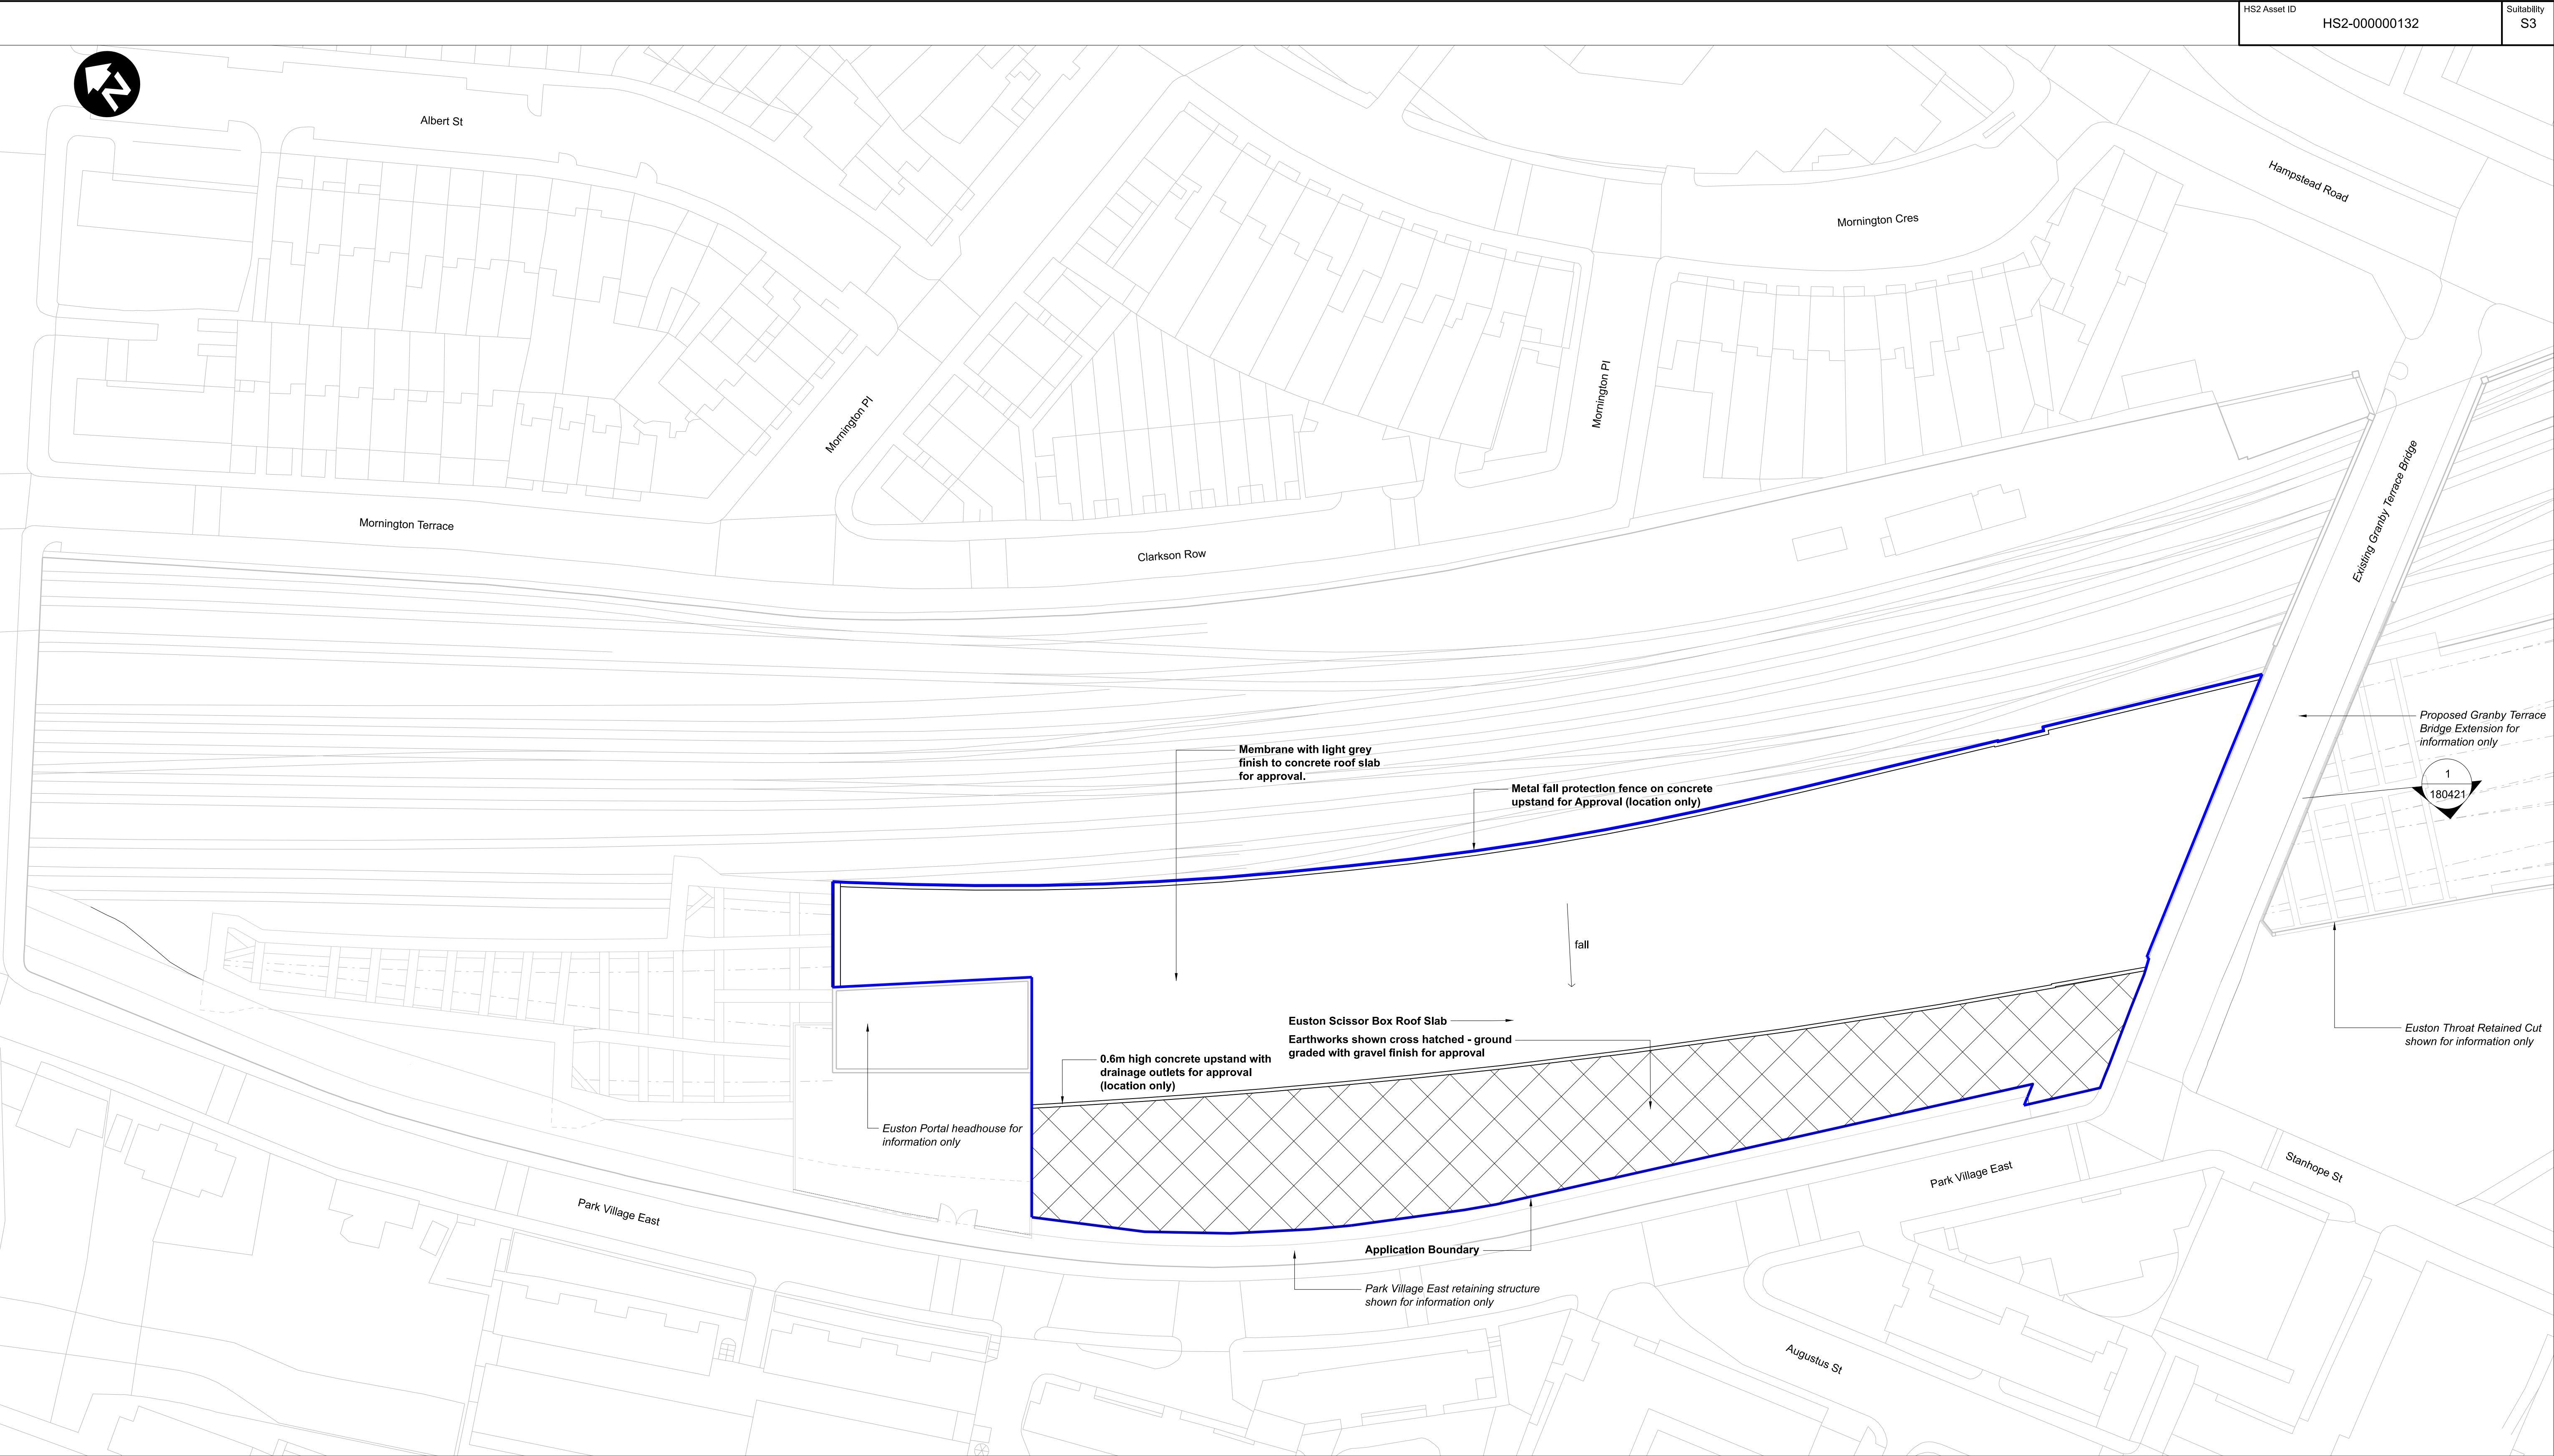 HS2 Asset ID
HS2-000000132
Suitability
S3
N
Albert St
Hampstead Road
Mornington Cres
Mornington Pl
Mornington Pl
Existing Granby Terrace Bridge
Mornington Terrace
Clarkson Row
Proposed Granby Terrace
Bridge Extension for
information only
Membrane with light grey
finish to concrete roof slab
for approval.
1
180421
Metal fall protection fence on concrete
upstand for Approval (location only)
fall
Euston Scissor Box Roof Slab
Earthworks shown cross hatched - ground
graded with gravel finish for approval
Euston Throat Retained Cut
shown for information only
0.6m high concrete upstand with
drainage outlets for approval
(location only)
Euston Portal headhouse for
information only
Park Village East
Stanhope St
Park Village East
Application Boundary
Park Village East retaining structure
shown for information only
Augustus St